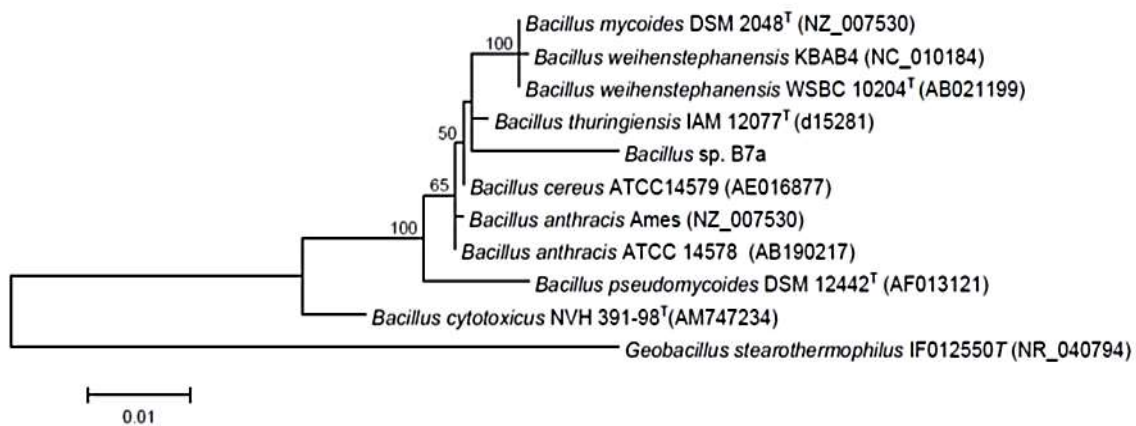 Bacillus mycoides DSM 2048ᵀ (NZ_007530)
100
Bacillus weihenstephanensis KBAB4 (NC_010184)
Bacillus weihenstephanensis WSBC 10204ᵀ (AB021199)
Bacillus thuringiensis IAM 12077ᵀ (d15281)
50
Bacillus sp. B7a
65
Bacillus cereus ATCC14579 (AE016877)
Bacillus anthracis Ames (NZ_007530)
100
Bacillus anthracis ATCC 14578 (AB190217)
Bacillus pseudomycoides DSM 12442ᵀ (AF013121)
Bacillus cytotoxicus NVH 391-98ᵀ(AM747234)
Geobacillus stearothermophilus IF012550T (NR_040794)
0.01